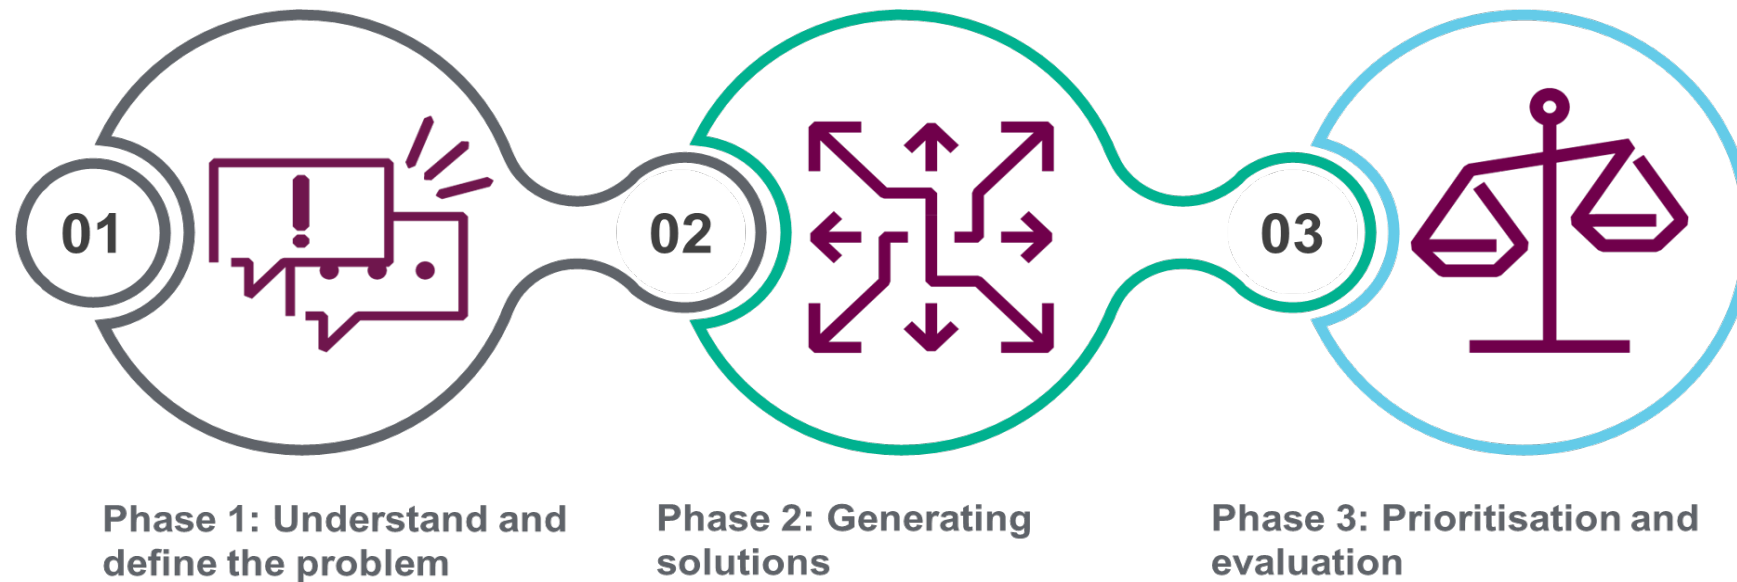 01
02
03
Phase 1: Understand and
define the problem
Phase 2: Generating
solutions
Phase 3: Prioritisation and
evaluation